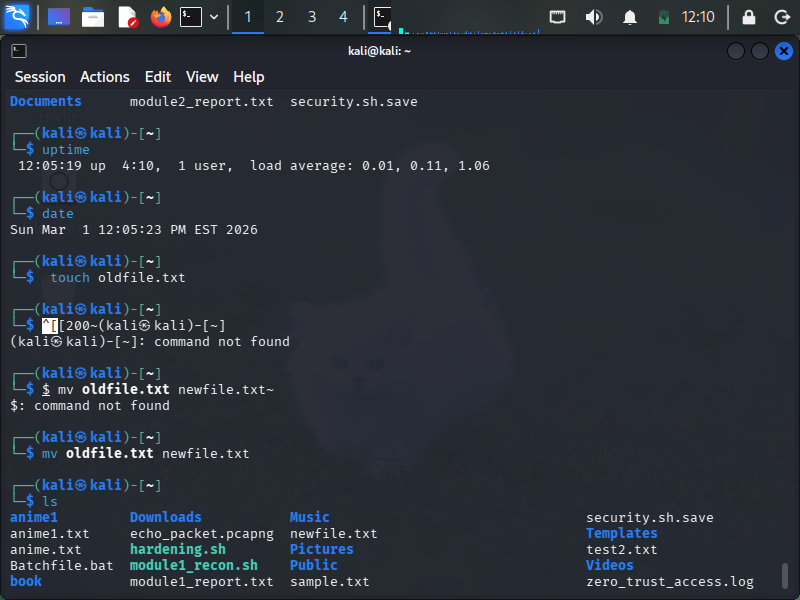 1 2 3 4 12:10
kali@kali: ~
Session Actions Edit View Help
Documents module2_report.txt security.sh.save
┌──(kali㉿kali)-[~]
└─$ uptime
12:05:19 up 4:10, 1 user, load average: 0.01, 0.11, 1.06
┌──(kali㉿kali)-[~]
└─$ date
Sun Mar 1 12:05:23 PM EST 2026
┌──(kali㉿kali)-[~]
└─$ touch oldfile.txt
┌──(kali㉿kali)-[~]
└─$ ^[[200~(kali㉿kali)-[~]
(kali㉿kali)-[~]: command not found
┌──(kali㉿kali)-[~]
└─$ $ mv oldfile.txt newfile.txt~
$: command not found
┌──(kali㉿kali)-[~]
└─$ mv oldfile.txt newfile.txt
┌──(kali㉿kali)-[~]
└─$ ls
anime1 Downloads Music security.sh.save
anime1.txt echo_packet.pcapng newfile.txt Templates
anime.txt hardening.sh Pictures test2.txt
Batchfile.bat module1_recon.sh Public Videos
book module1_report.txt sample.txt zero_trust_access.log